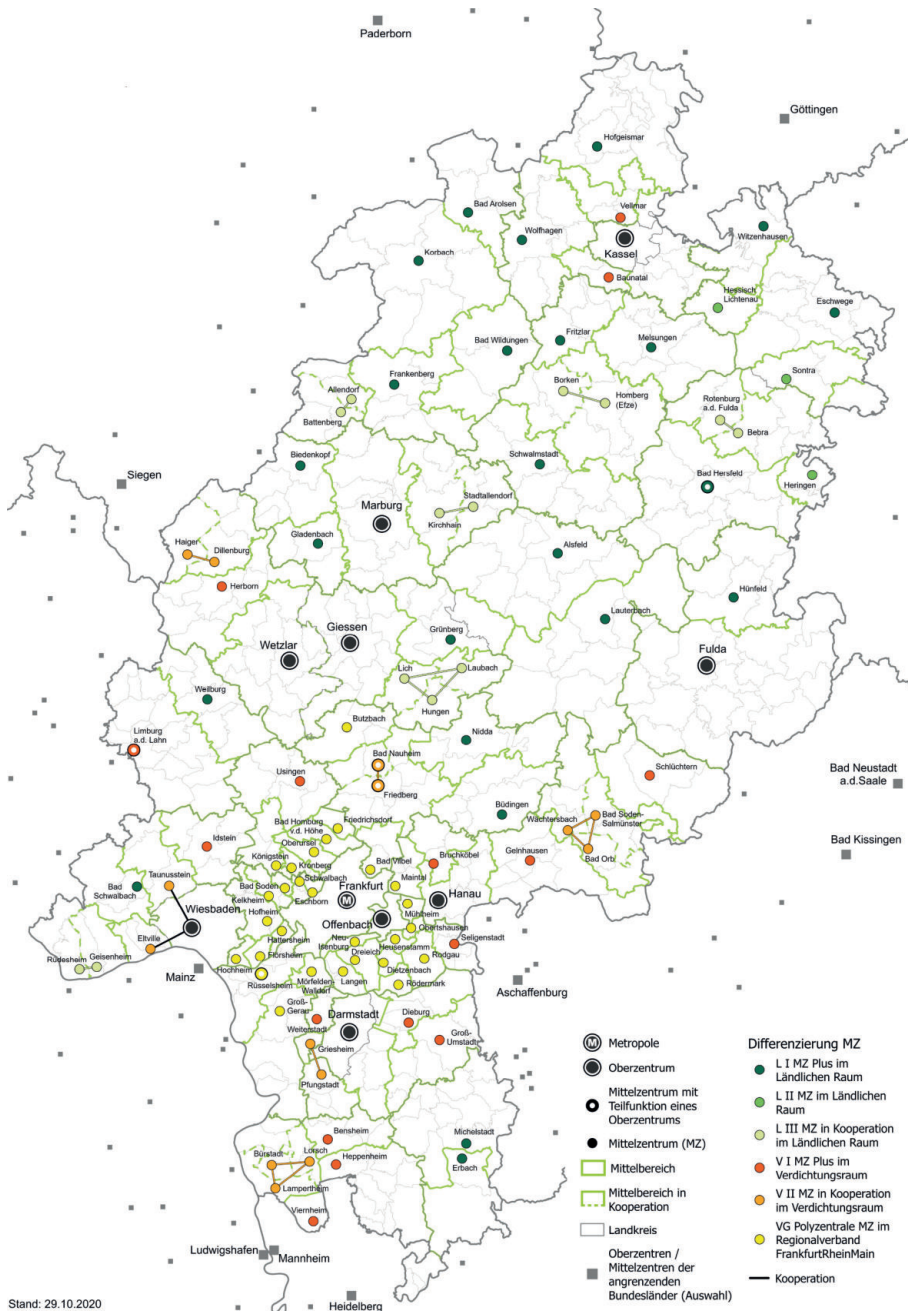 Paderborn
Göttingen
Hofgeismar
Vellmar
Bad Arolsen
Wolfhagen
Witzenhausen
Kassel
Korbach
Baunatal
Hessisch
Lichtenau
Eschwege
Fritzlar
Melsungen
Bad Wildungen
Sontra
Frankenberg
Allendorf
Borken
Homberg
(Efze)
Rotenburg
a.d. Fulda
Battenberg
Bebra
Biedenkopf
Schwalmstadt
Bad Hersfeld
Siegen
Heringen
Marburg
Stadtallendorf
Kirchhain
Haiger
Dillenburg
Gladenbach
Alsfeld
Herborn
Hünfeld
Lauterbach
Giessen
Grünberg
Wetzlar
Fulda
Lich
Laubach
Weilburg
Hungen
Butzbach
Limburg
a.d. Lahn
Nidda
Bad Nauheim
Usingen
Friedberg
Schlüchtern
Bad Neustadt
a.d.Saale
Büdingen
Wächtersbach
Bad Soden-
Salmünster
Bad Orb
Bad Kissingen
Friedrichsdorf
Bad Homburg
v.d. Höhe
Oberursel
Idstein
Königstein
Kronberg
Bruchköbel
Gelnhausen
Taunusstein
Bad Vilbel
Schwalbach
Maintal
Bad
Schwalbach
Bad Soden
Eschborn
Frankfurt
M
Hanau
Kelkheim
Wiesbaden
Hofheim
Mühlheim
Offenbach
Obertshausen
Hattersheim
Eltville
Neu-
Isenburg
Heusenstamm
Seligenstadt
Rüdesheim
Geisenheim
Flörsheim
Dreieich
Rodgau
Hochheim
Mainz
Rüsselsheim
Mörfelden-
Walldorf
Langen
Dietzenbach
Rödermark
Aschaffenburg
Groß-
Gerau
Weiterstadt
Darmstadt
Dieburg
Groß-
Umstadt
Griesheim
Pfungstadt
Bensheim
Michelstadt
Lorsch
Bürstadt
Heppenheim
Erbach
Lampertheim
Viernheim
Ludwigshafen
Mannheim
Heidelberg
M
Metropole
Oberzentrum
Mittelzentrum mit
Teilfunktion eines
Oberzentrums
Mittelzentrum (MZ)
Mittelbereich
Mittelbereich in
Kooperation
Landkreis
Oberzentren /
Mittelzentren der
angrenzenden
Bundesländer (Auswahl)
Differenzierung MZ
L I MZ Plus im
Ländlichen Raum
L II MZ im Ländlichen
Raum
L III MZ in Kooperation
im Ländlichen Raum
V I MZ Plus im
Verdichtungsraum
V II MZ in Kooperation
im Verdichtungsraum
VG Polyzentrale MZ im
Regionalverband
FrankfurtRheinMain
Kooperation
Stand: 29.10.2020